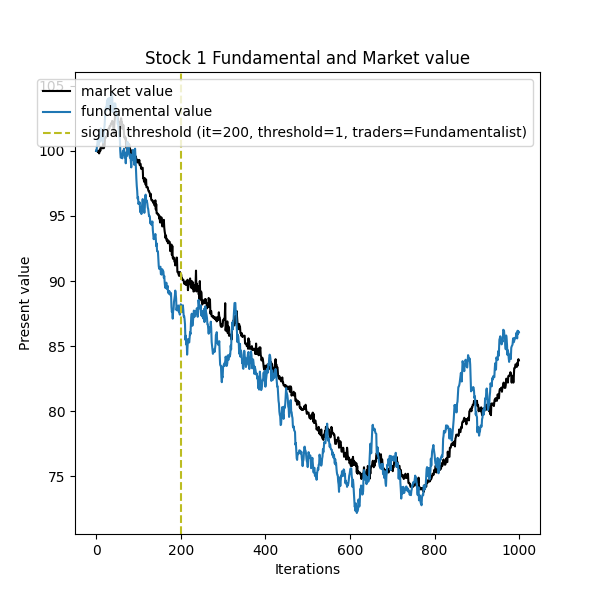 Stock 1 Fundamental and Market value
market value
fundamental value
signal threshold (it=200, threshold=1, traders=Fundamentalist)
105
100
95
90
85
80
75
Present value
0 200 400 600 800 1000
Iterations